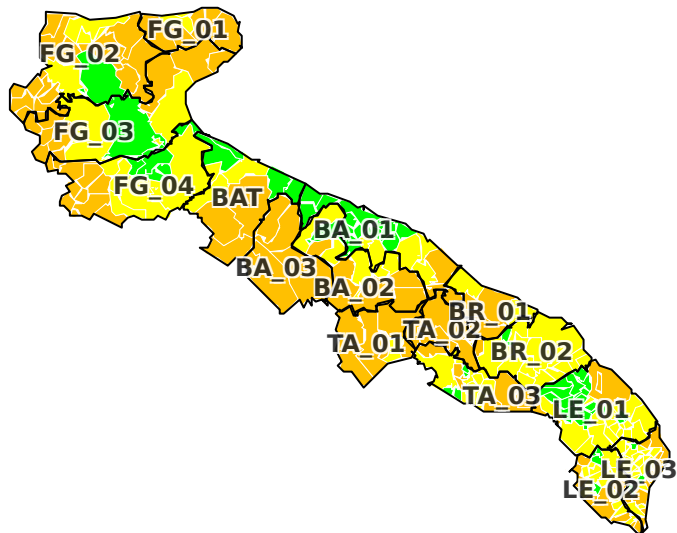 FG_01
FG_02
FG_03
FG_04
BAT
BA_01
BA_03
BA_02
BR_01
TA_02
TA_01
BR_02
TA_03
LE_01
LE_03
LE_02